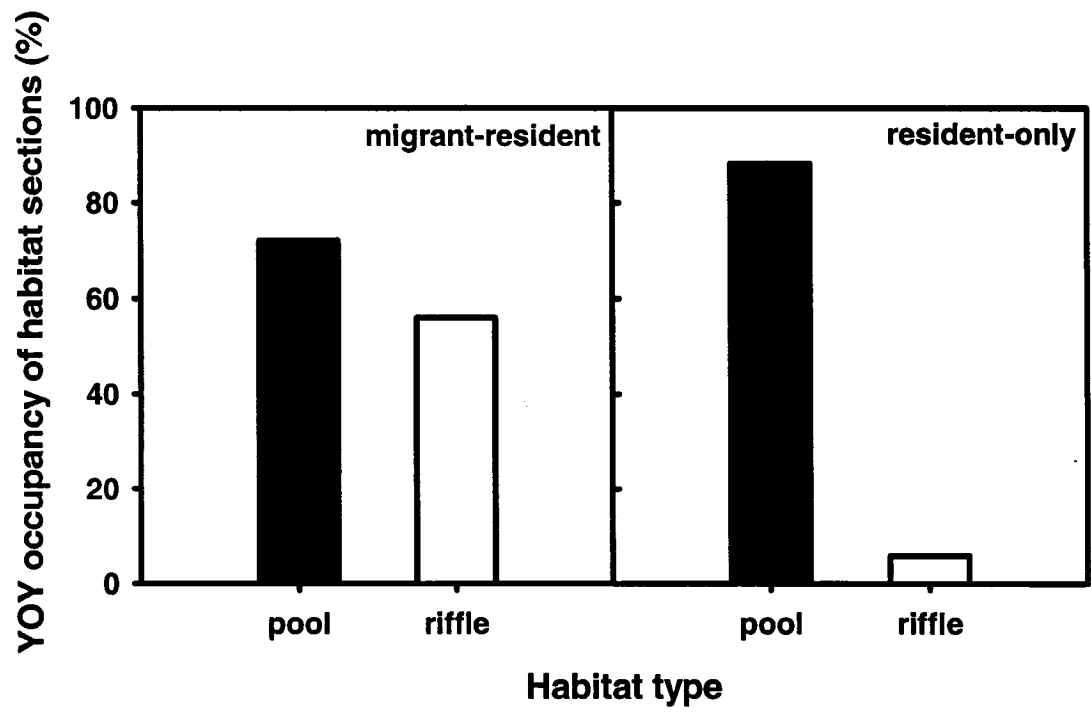 YOY occupancy of habitat sections (%)
100
80
60
40
20
0
migrant-resident
resident-only
pool
riffle
pool
riffle
Habitat type